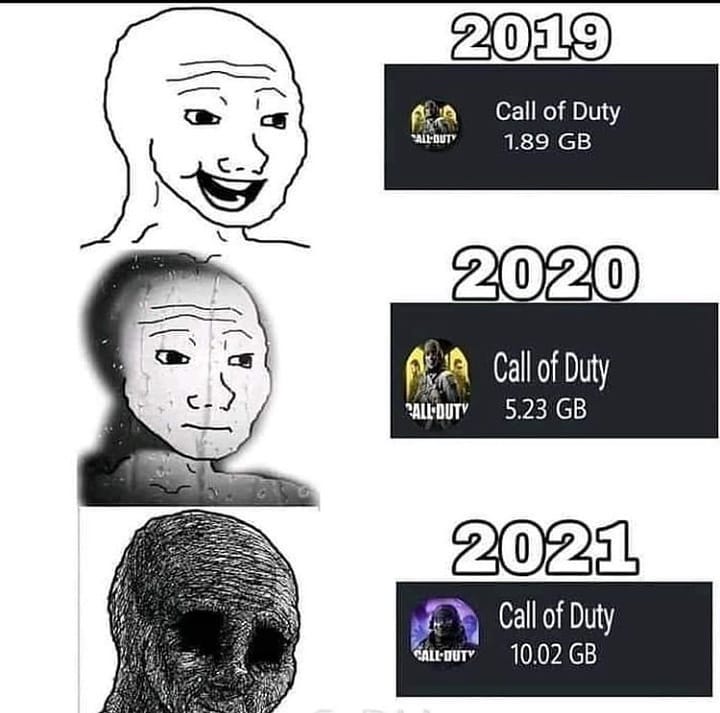 2019
Call of Duty
1.89 GB
CALL·DUTY
2020
Call of Duty
5.23 GB
CALL·DUTY
2021
Call of Duty
10.02 GB
CALL·DUTY